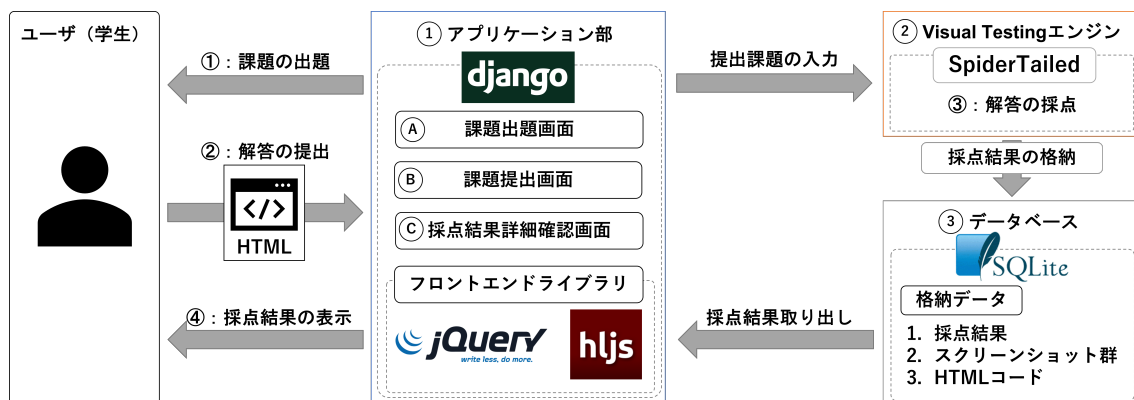 ユーザ（学生）
①：課題の出題
②：解答の提出
</>
HTML
④：採点結果の表示
① アプリケーション部
django
A 課題出題画面
B 課題提出画面
C 採点結果詳細確認画面
フロントエンドライブラリ
jQuery
write less, do more.
hljs
提出課題の入力
採点結果取り出し
② Visual Testingエンジン
SpiderTailed
③：解答の採点
採点結果の格納
③ データベース
SQLite
格納データ
1. 採点結果
2. スクリーンショット群
3. HTMLコード